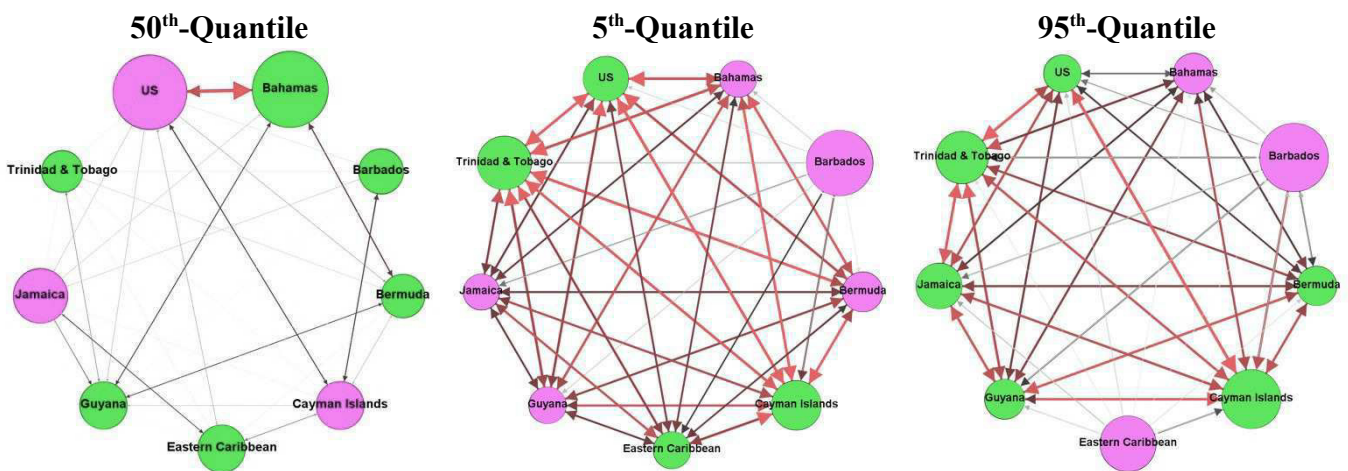 50th-Quantile
US
Bahamas
Trinidad & Tobago
Barbados
Jamaica
Bermuda
Guyana
Cayman Islands
Eastern Caribbean
5th-Quantile
US
Bahamas
Trinidad & Tobago
Barbados
Jamaica
Bermuda
Guyana
Cayman Islands
Eastern Caribbean
95th-Quantile
US
Bahamas
Trinidad & Tobago
Barbados
Jamaica
Bermuda
Guyana
Cayman Islands
Eastern Caribbean